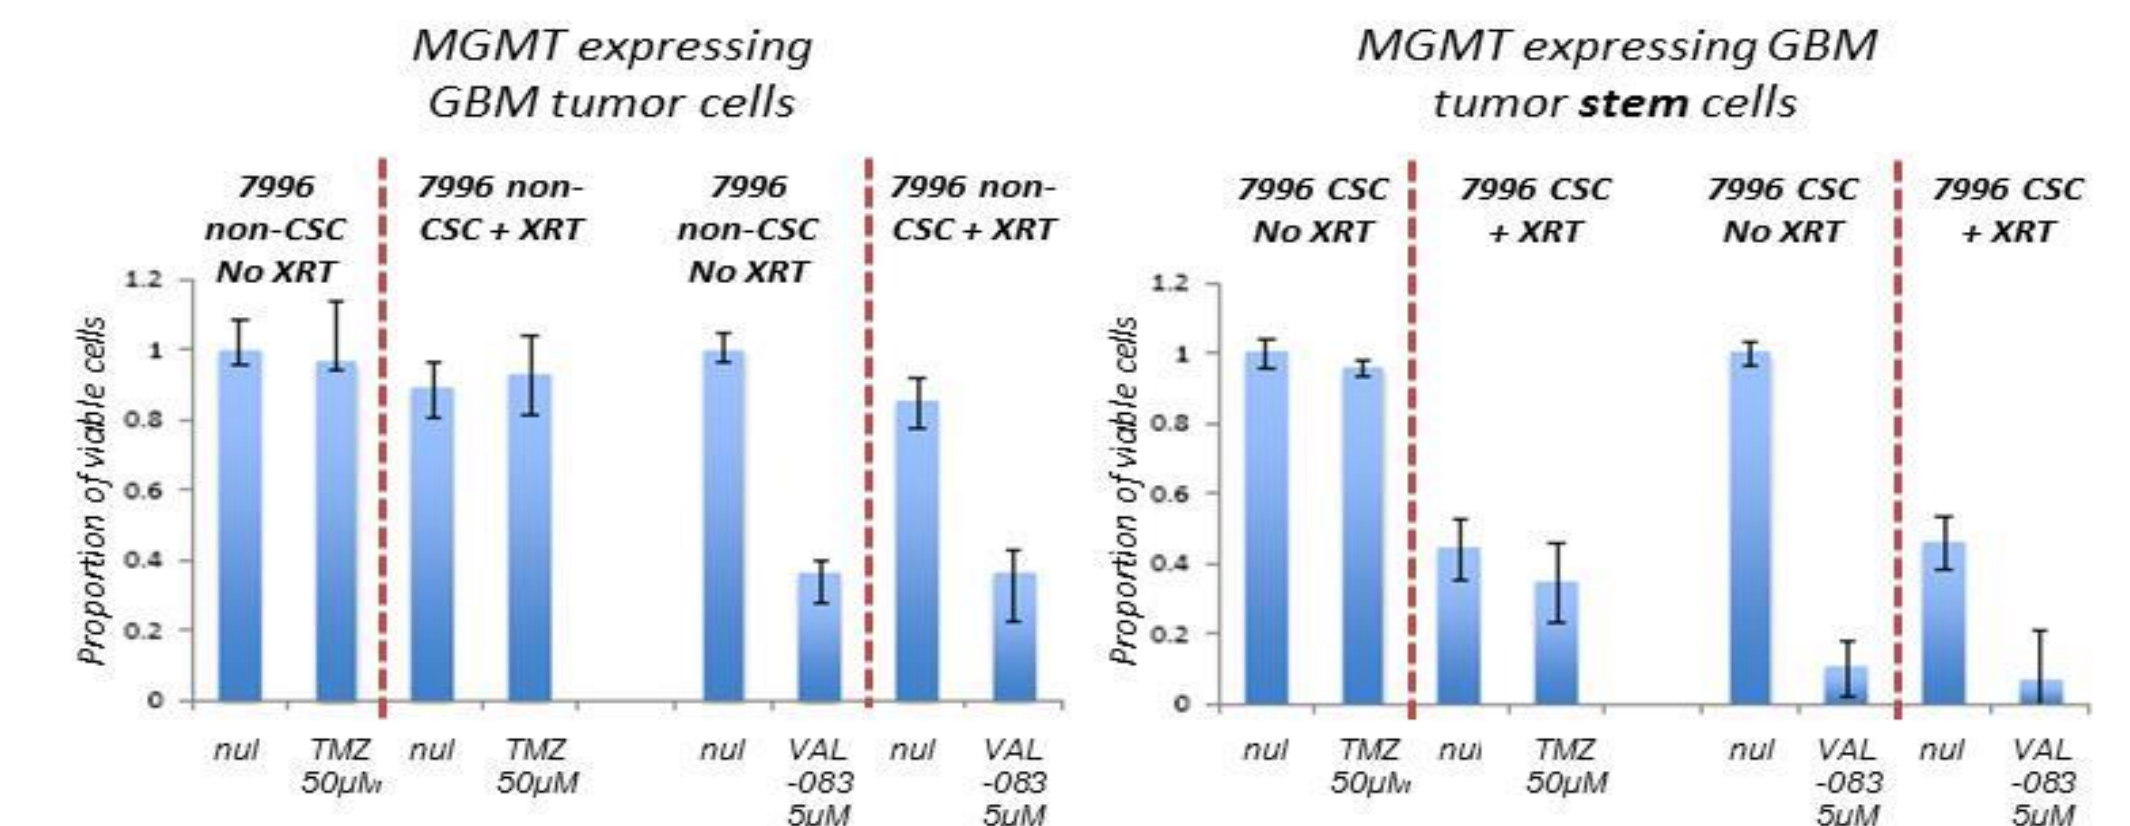 MGMT expressing
GBM tumor cells
7996
non-CSC
No XRT
7996 non-
CSC + XRT
7996
non-CSC
No XRT
7996 non-
CSC + XRT
Proportion of viable cells
1.2
1
0.8
0.6
0.4
0.2
0
nul
TMZ
50µM
nul
TMZ
50µM
nul
VAL
-083
5µM
nul
VAL
-083
5µM
MGMT expressing GBM
tumor stem cells
7996 CSC
No XRT
7996 CSC
+ XRT
7996 CSC
No XRT
7996 CSC
+ XRT
Proportion of viable cells
1.2
1
0.8
0.6
0.4
0.2
0
nul
TMZ
50µM
nul
TMZ
50µM
nul
VAL
-083
5µM
nul
VAL
-083
5µM